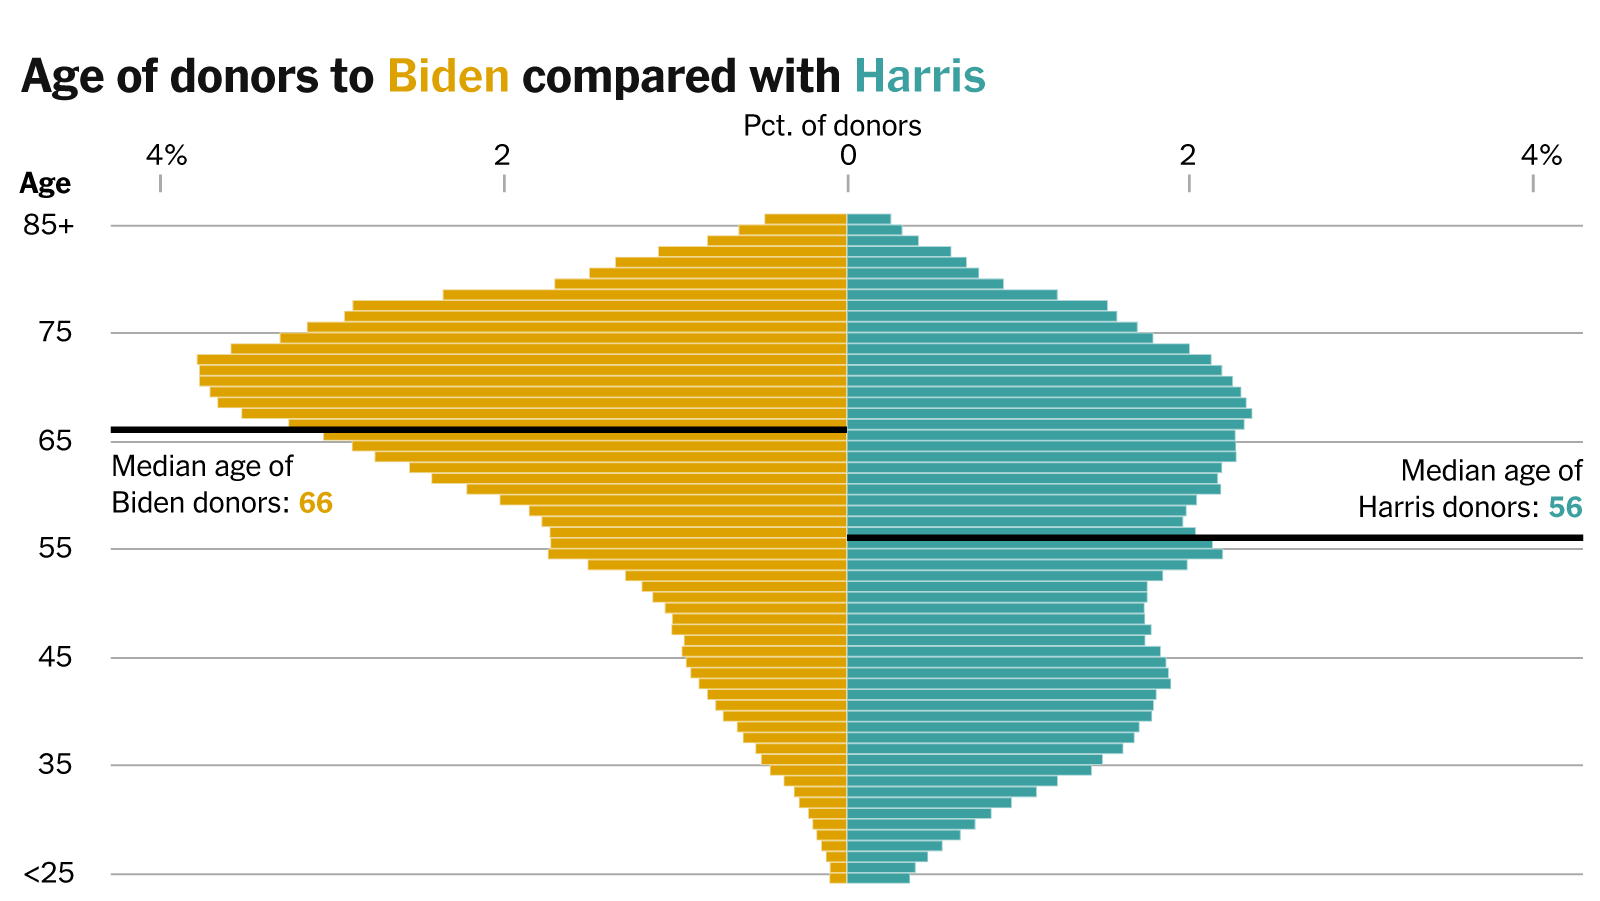 Age of donors to Biden compared with Harris
Pct. of donors
4% 2 0 2 4%
Age
85+
75
65
Median age of
Biden donors: 66
Median age of
Harris donors: 56
55
45
35
<25